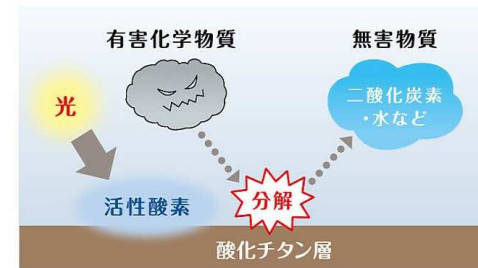 有害化学物質
無害物質
光
二酸化炭素
・水など
活性酸素
分解
酸化チタン層